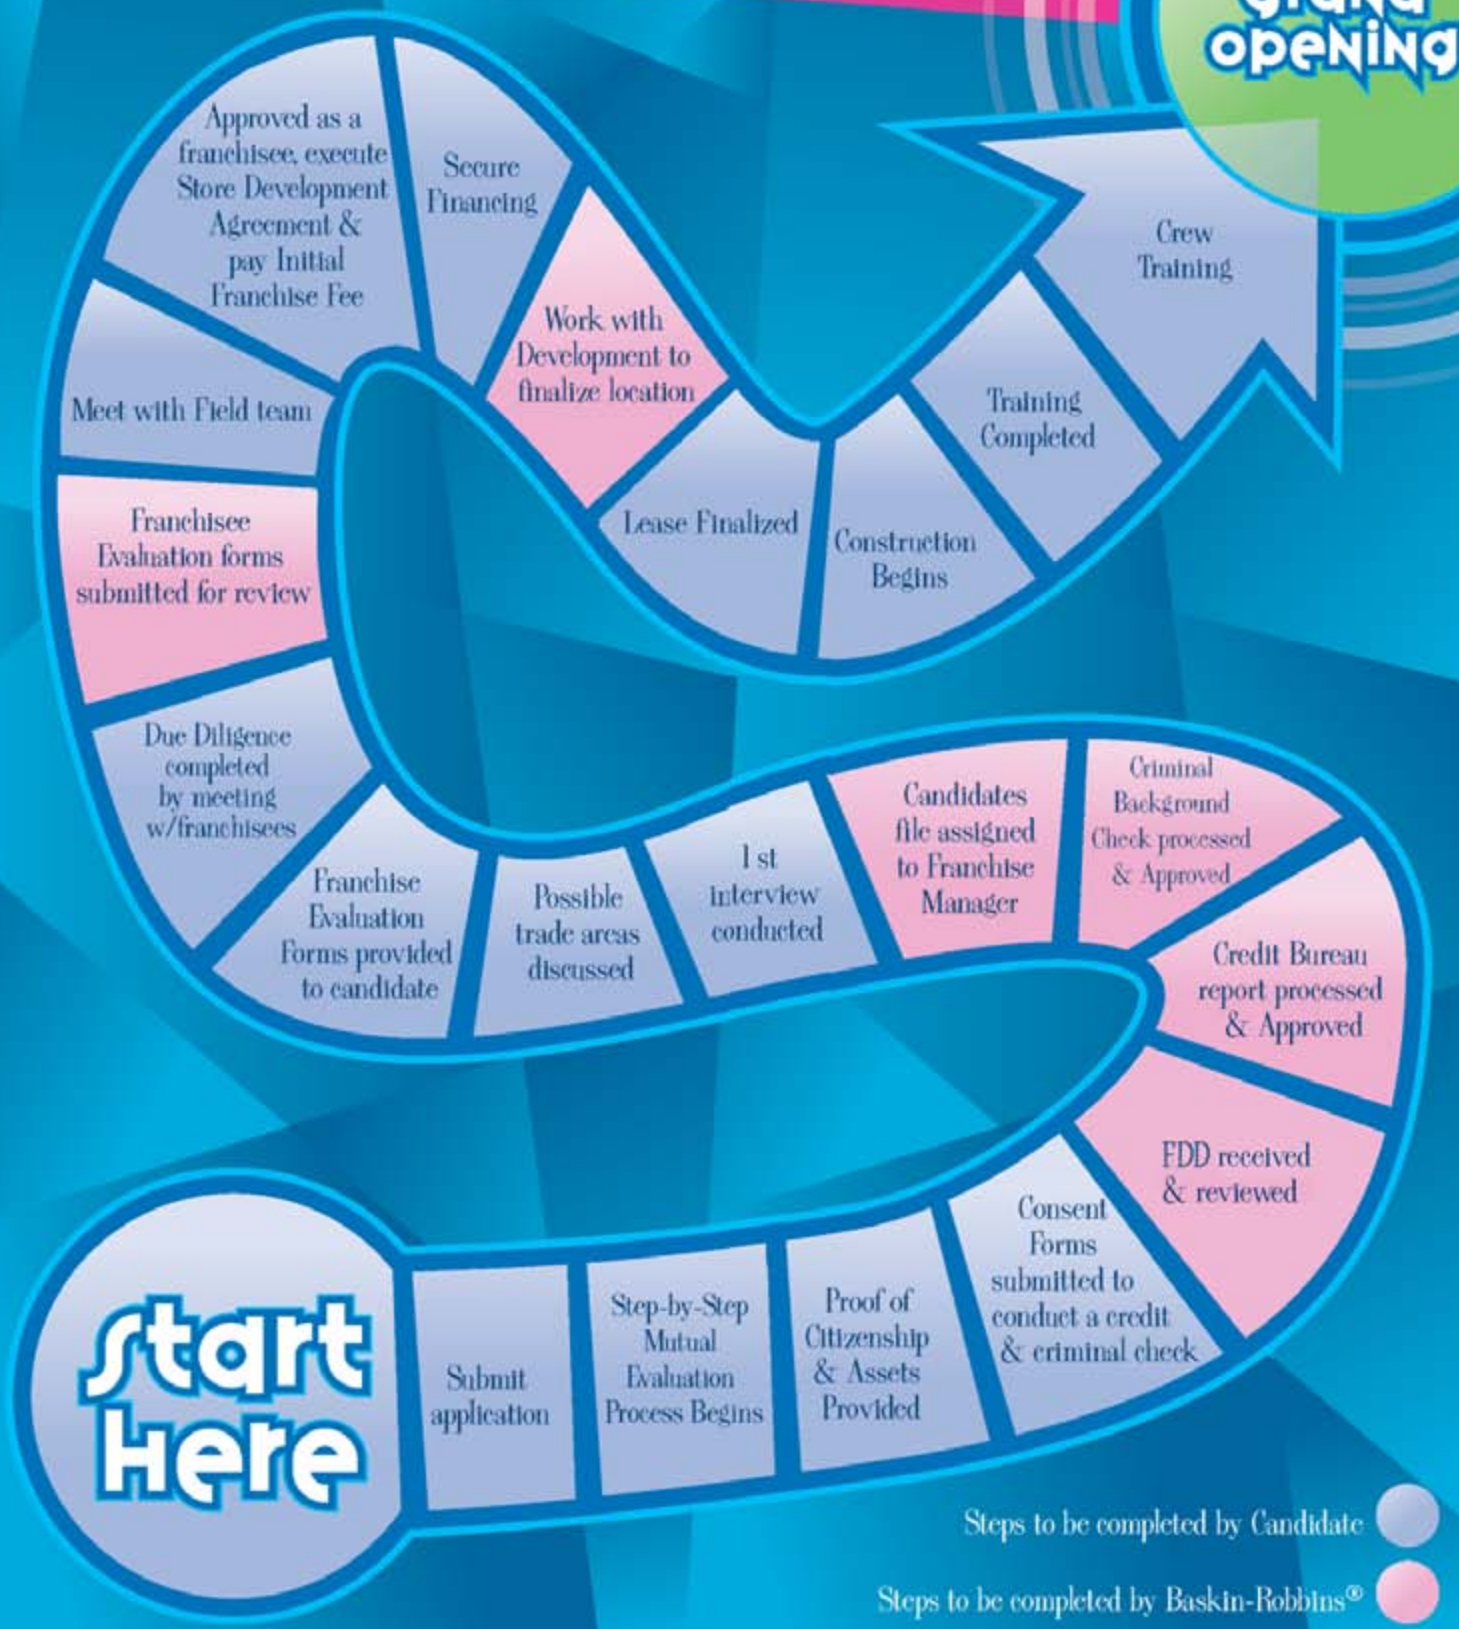 start
Here
Submit
application
Step-by-Step
Mutual
Evaluation
Process Begins
Proof of
Citizenship
& Assets
Provided
Consent
Forms
submitted to
conduct a credit
& criminal check
FDD received
& reviewed
Credit Bureau
report processed
& Approved
Criminal
Background
Check processed
& Approved
Candidates
file assigned
to Franchise
Manager
1st
interview
conducted
Possible
trade areas
discussed
Franchise
Evaluation
Forms provided
to candidate
Due Diligence
completed
by meeting
w/franchisees
Franchisee
Evaluation forms
submitted for review
Meet with Field team
Approved as a
franchisee, execute
Store Development
Agreement &
pay Initial
Franchise Fee
Secure
Financing
Work with
Development to
finalize location
Lease Finalized
Construction
Begins
Training
Completed
Crew
Training
grand
opening
Steps to be completed by Candidate
Steps to be completed by Baskin-Robbins®